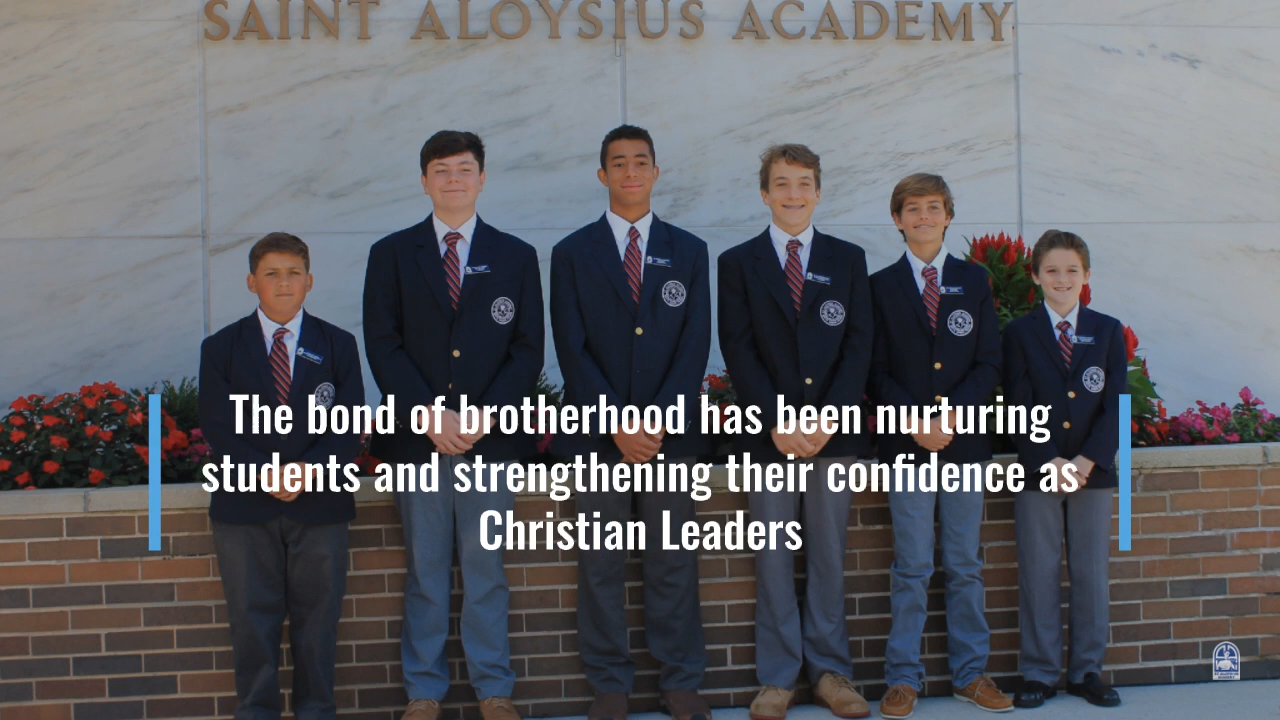 SAINT ALOYSIUS ACADEMY
The bond of brotherhood has been nurturing
students and strengthening their confidence as
Christian Leaders